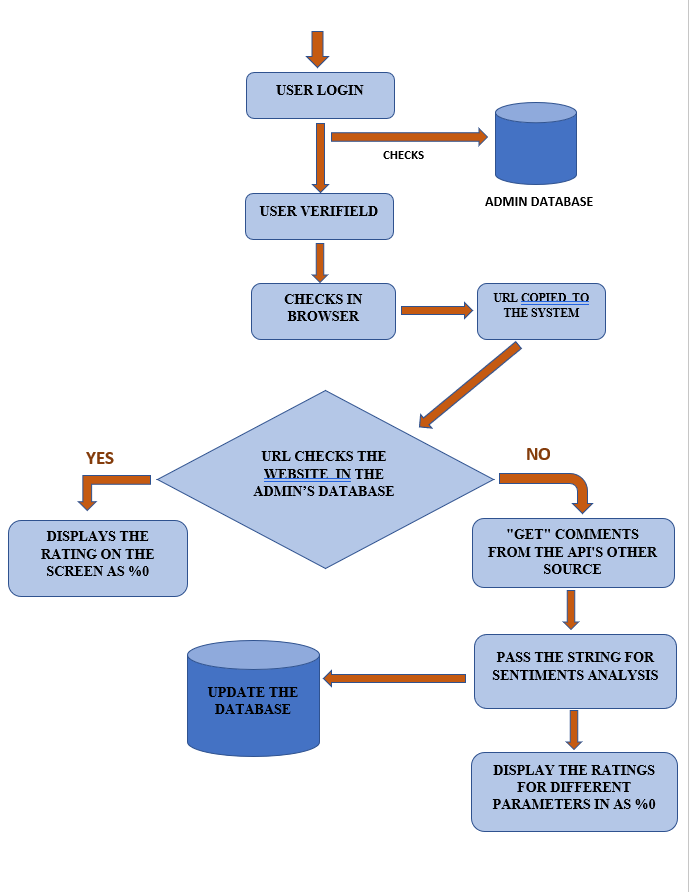 USER LOGIN
CHECKS
ADMIN DATABASE
USER VERIFIELD
CHECKS IN
BROWSER
URL COPIED TO
THE SYSTEM
URL CHECKS THE
WEBSITE IN THE
ADMIN'S DATABASE
YES
NO
DISPLAYS THE
RATING ON THE
SCREEN AS %0
"GET" COMMENTS
FROM THE API'S OTHER
SOURCE
PASS THE STRING FOR
SENTIMENTS ANALYSIS
UPDATE THE
DATABASE
DISPLAY THE RATINGS
FOR DIFFERENT
PARAMETERS IN AS %0